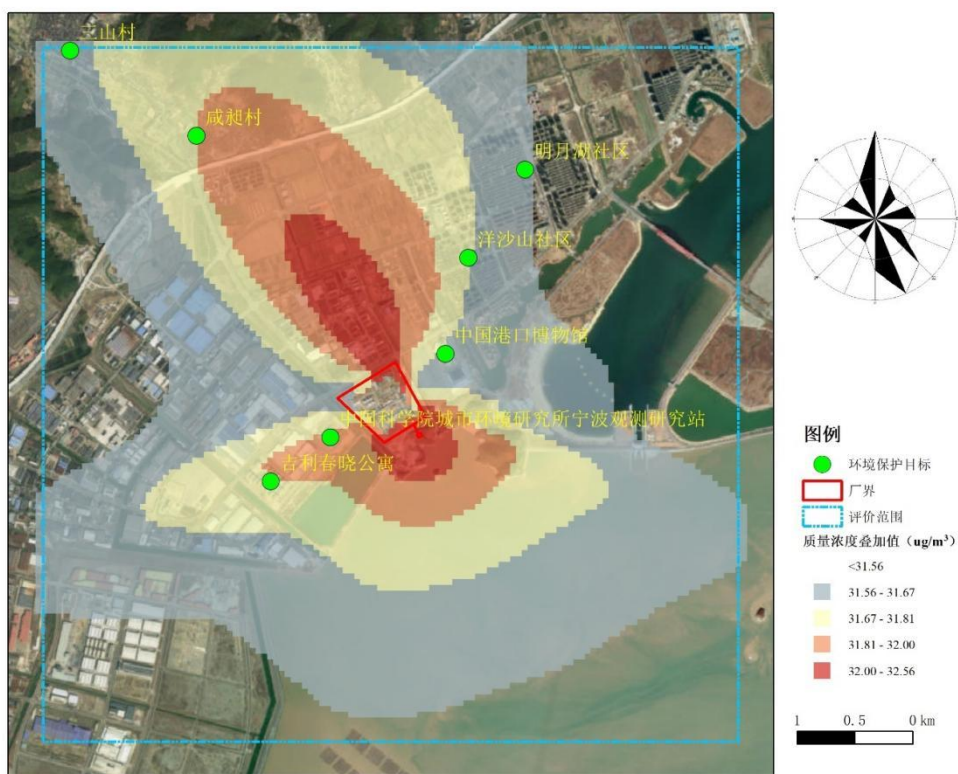 三山村
咸昶村
明月湖社区
洋沙山社区
中国港口博物馆
中国科学院城市环境研究所宁波观测研究站
吉利春晓公寓
图例
环境保护目标
厂界
评价范围
质量浓度叠加值（ug/m³）
<31.56
31.56 - 31.67
31.67 - 31.81
31.81 - 32.00
32.00 - 32.56
1 0.5 0 km